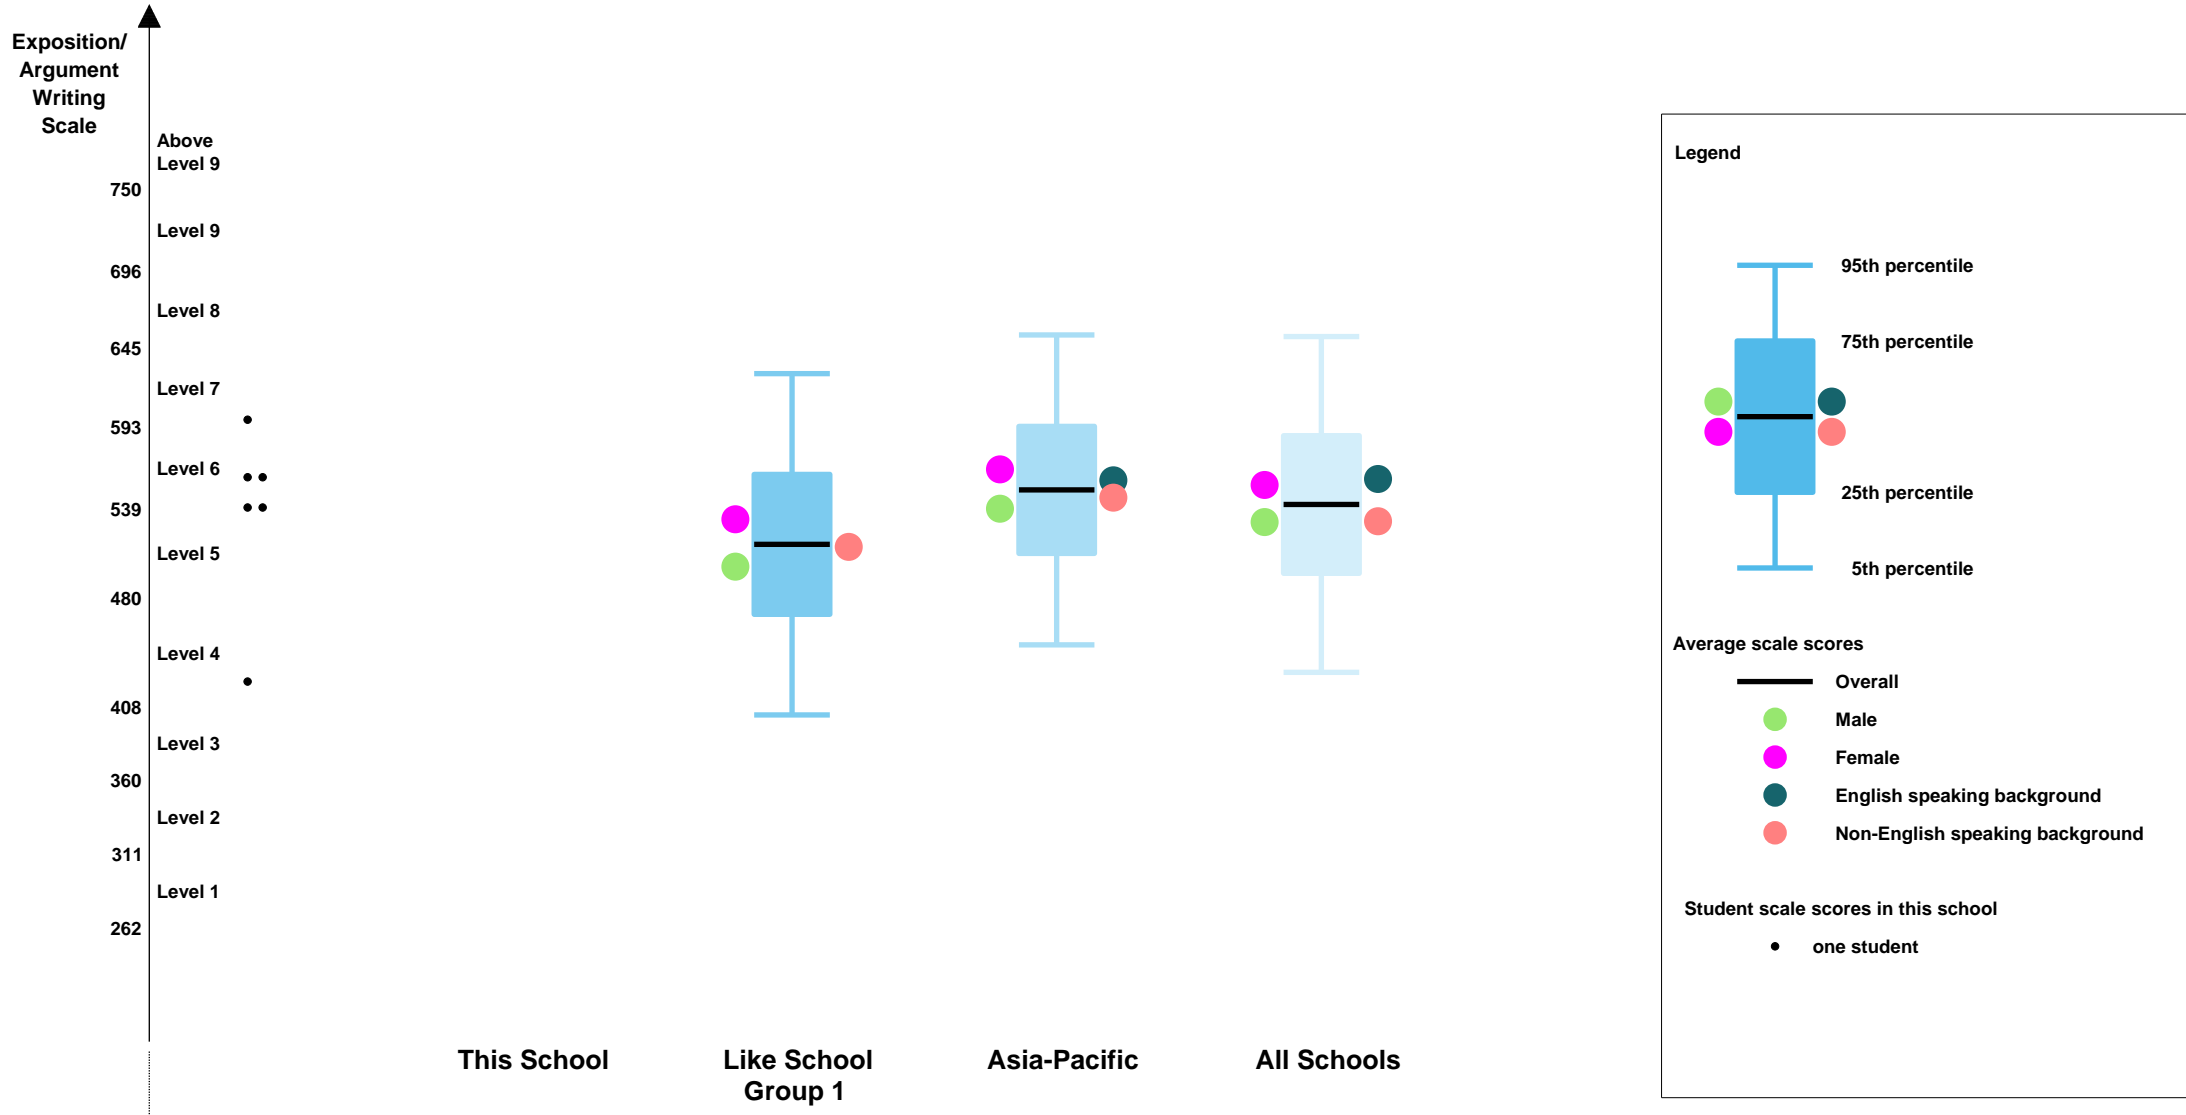 Exposition/
Argument
Writing
Scale
Above
Level 9
750
Level 9
696
Level 8
645
Level 7
593
Level 6
539
Level 5
480
Level 4
408
Level 3
360
Level 2
311
Level 1
262
This School
Like School
Group 1
Asia-Pacific
All Schools
Legend
95th percentile
75th percentile
25th percentile
5th percentile
Average scale scores
Overall
Male
Female
English speaking background
Non-English speaking background
Student scale scores in this school
one student